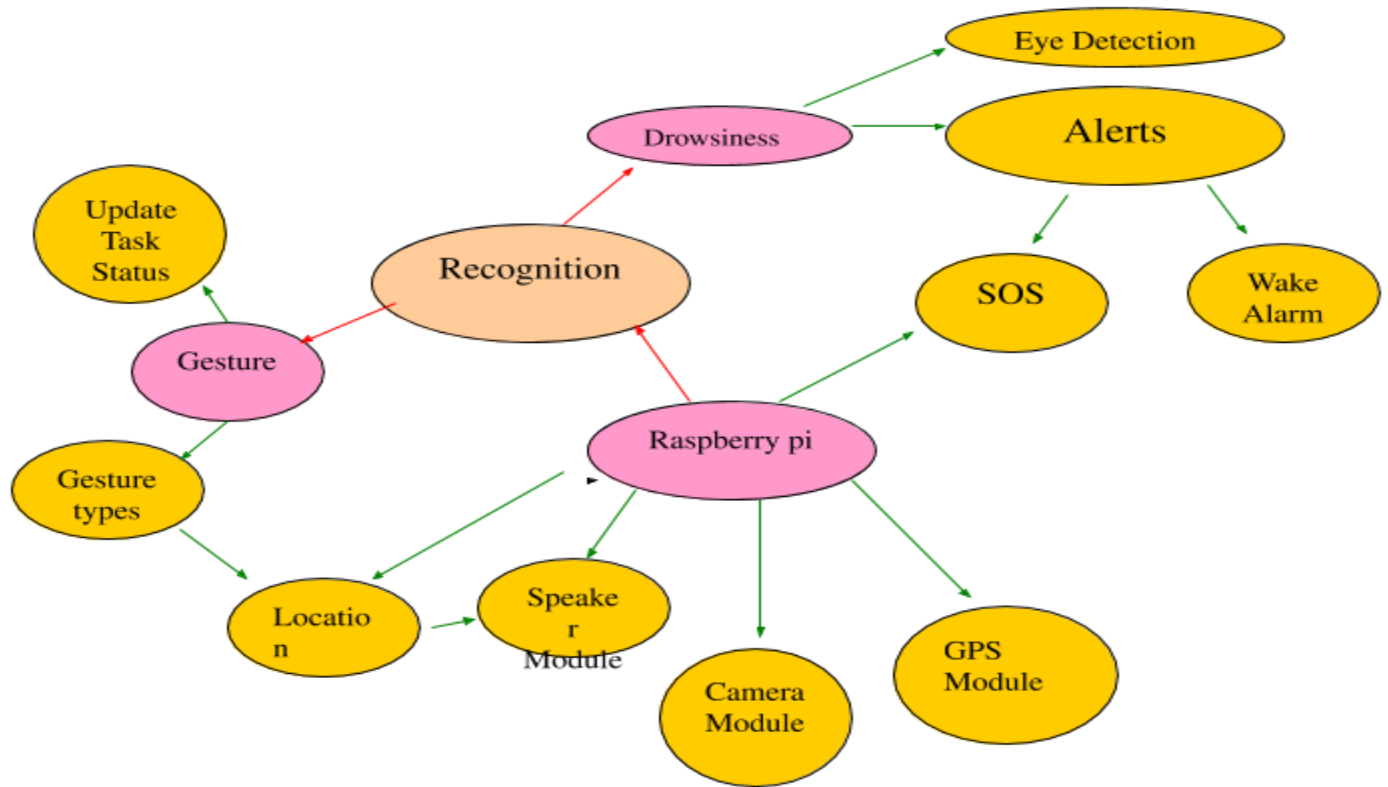 Eye Detection
Alerts
Drowsiness
Update
Task
Status
Recognition
SOS
Wake
Alarm
Gesture
Raspberry pi
Gesture
types
Locatio
n
Speake
r
Module
Camera
Module
GPS
Module